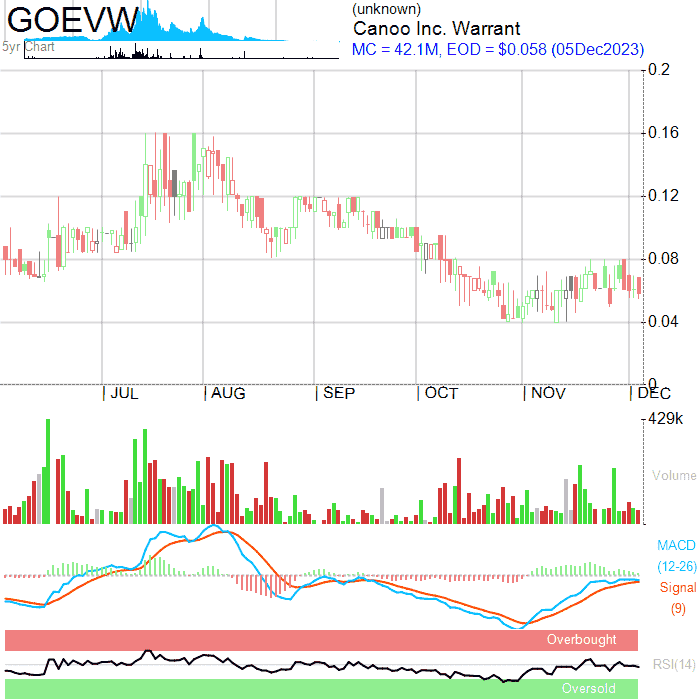 GOEVW
(unknown)
Canoo Inc. Warrant
5yr Chart
MC = 42.1M, EOD = $0.058 (05Dec2023)
0.2
0.16
0.12
0.08
0.04
0
JUL AUG SEP OCT NOV DEC
429k
Volume
MACD
(12-26)
Signal
(9)
Overbought
RSI(14)
Oversold